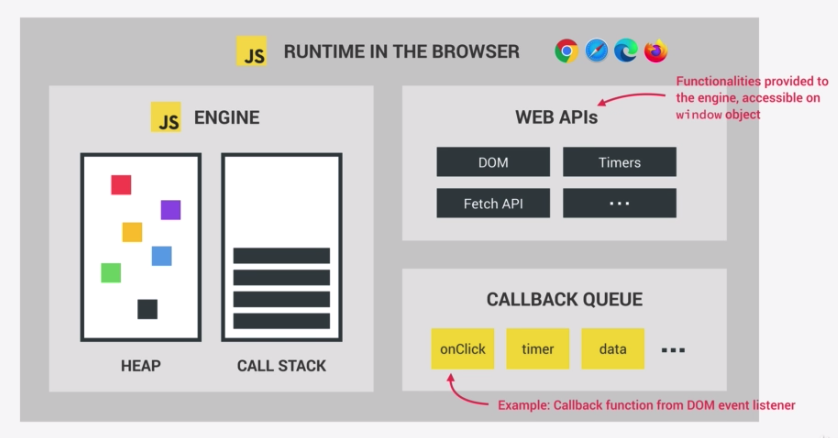 JS RUNTIME IN THE BROWSER
Functionalities provided to
the engine, accessible on
window object
JS ENGINE
WEB APIs
DOM
Timers
Fetch API
...
CALLBACK QUEUE
onClick
timer
data
...
HEAP
CALL STACK
Example: Callback function from DOM event listener